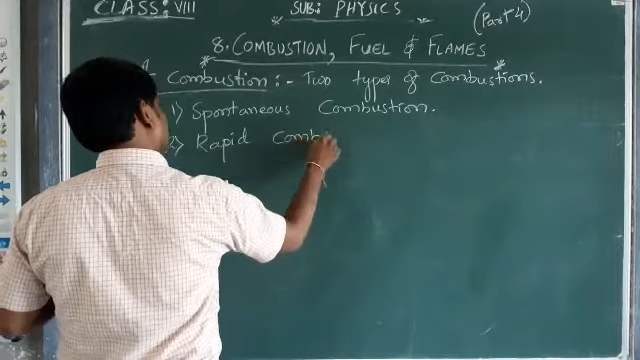 CLASS: VIII SUB: PHYSICS (Part 4)
8. COMBUSTION, FUEL & FLAMES
Combustion :- Two types of Combustions.
1) Spontaneous Combustion.
2) Rapid Comb